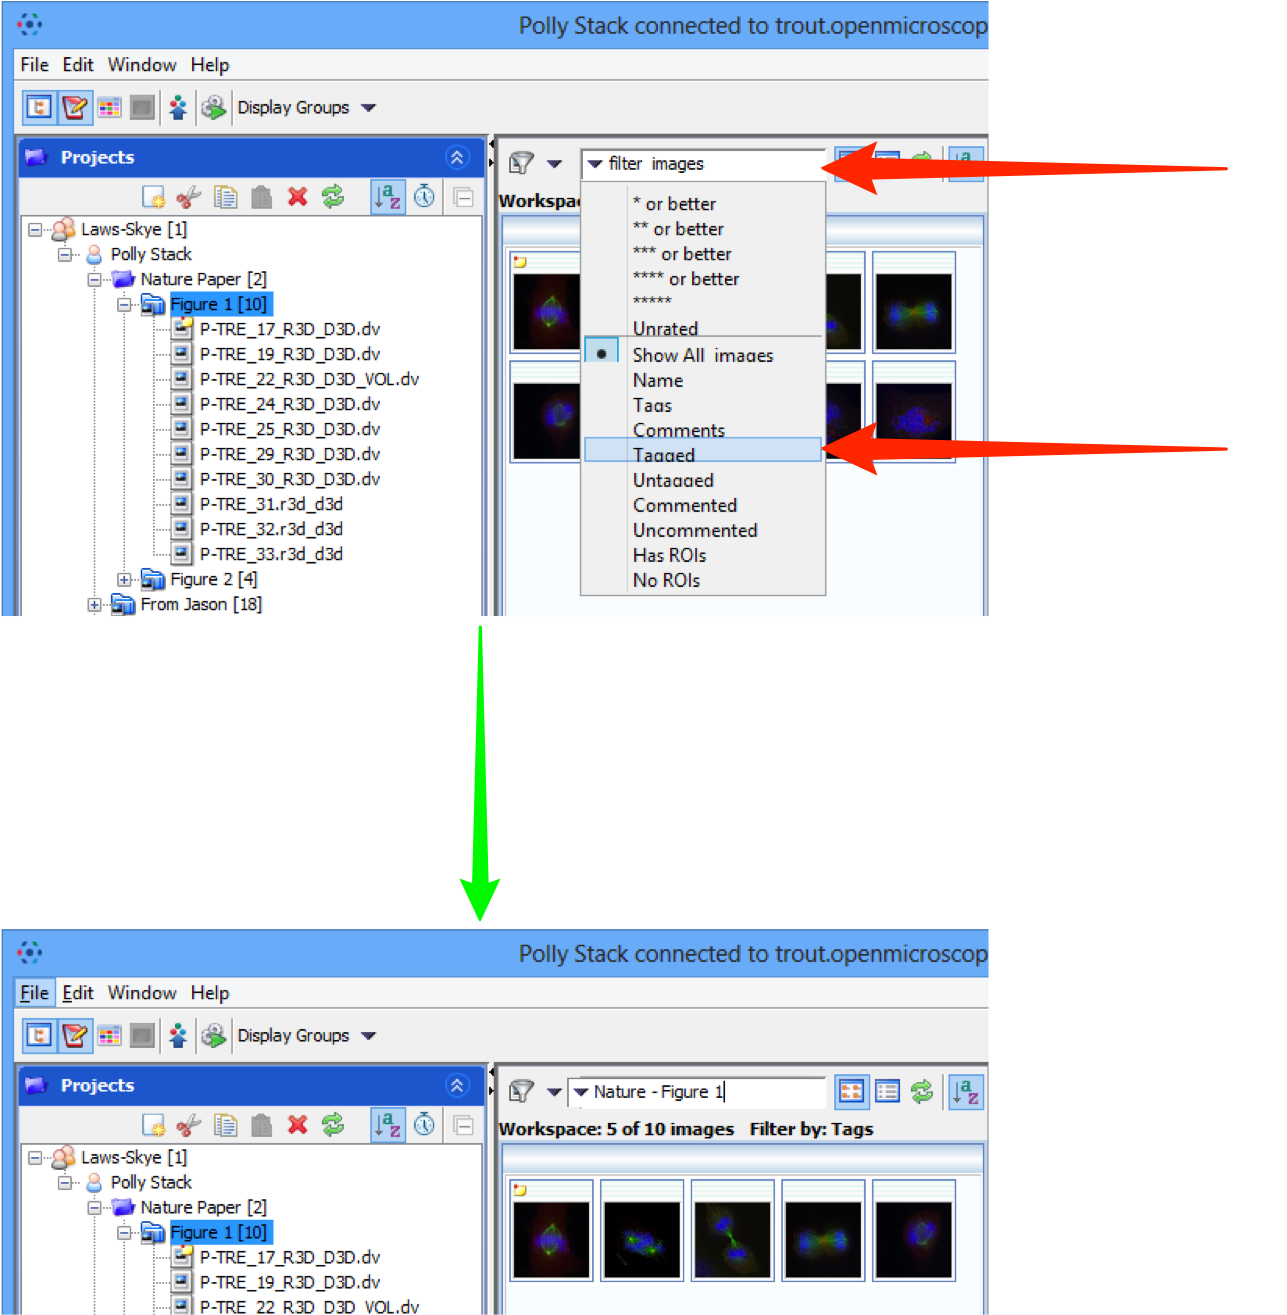 Polly Stack connected to trout.openmicroscop
File Edit Window Help
Display Groups
Projects
filter images
Workspa
Laws-Skye [1]
Polly Stack
Nature Paper [2]
Figure 1 [10]
P-TRE_17_R3D_D3D.dv
P-TRE_19_R3D_D3D.dv
P-TRE_22_R3D_D3D_VOL.dv
P-TRE_24_R3D_D3D.dv
P-TRE_25_R3D_D3D.dv
P-TRE_29_R3D_D3D.dv
P-TRE_30_R3D_D3D.dv
P-TRE_31.r3d_d3d
P-TRE_32.r3d_d3d
P-TRE_33.r3d_d3d
Figure 2 [4]
From Jason [18]
* or better
** or better
*** or better
**** or better
*****
Unrated
Show All images
Name
Tags
Comments
Tagged
Untagged
Commented
Uncommented
Has ROIs
No ROIs
Polly Stack connected to trout.openmicroscop
File Edit Window Help
Display Groups
Projects
Nature - Figure 1
Workspace: 5 of 10 images Filter by: Tags
Laws-Skye [1]
Polly Stack
Nature Paper [2]
Figure 1 [10]
P-TRE_17_R3D_D3D.dv
P-TRE_19_R3D_D3D.dv
P-TRE_22_R3D_D3D_VOL.dv